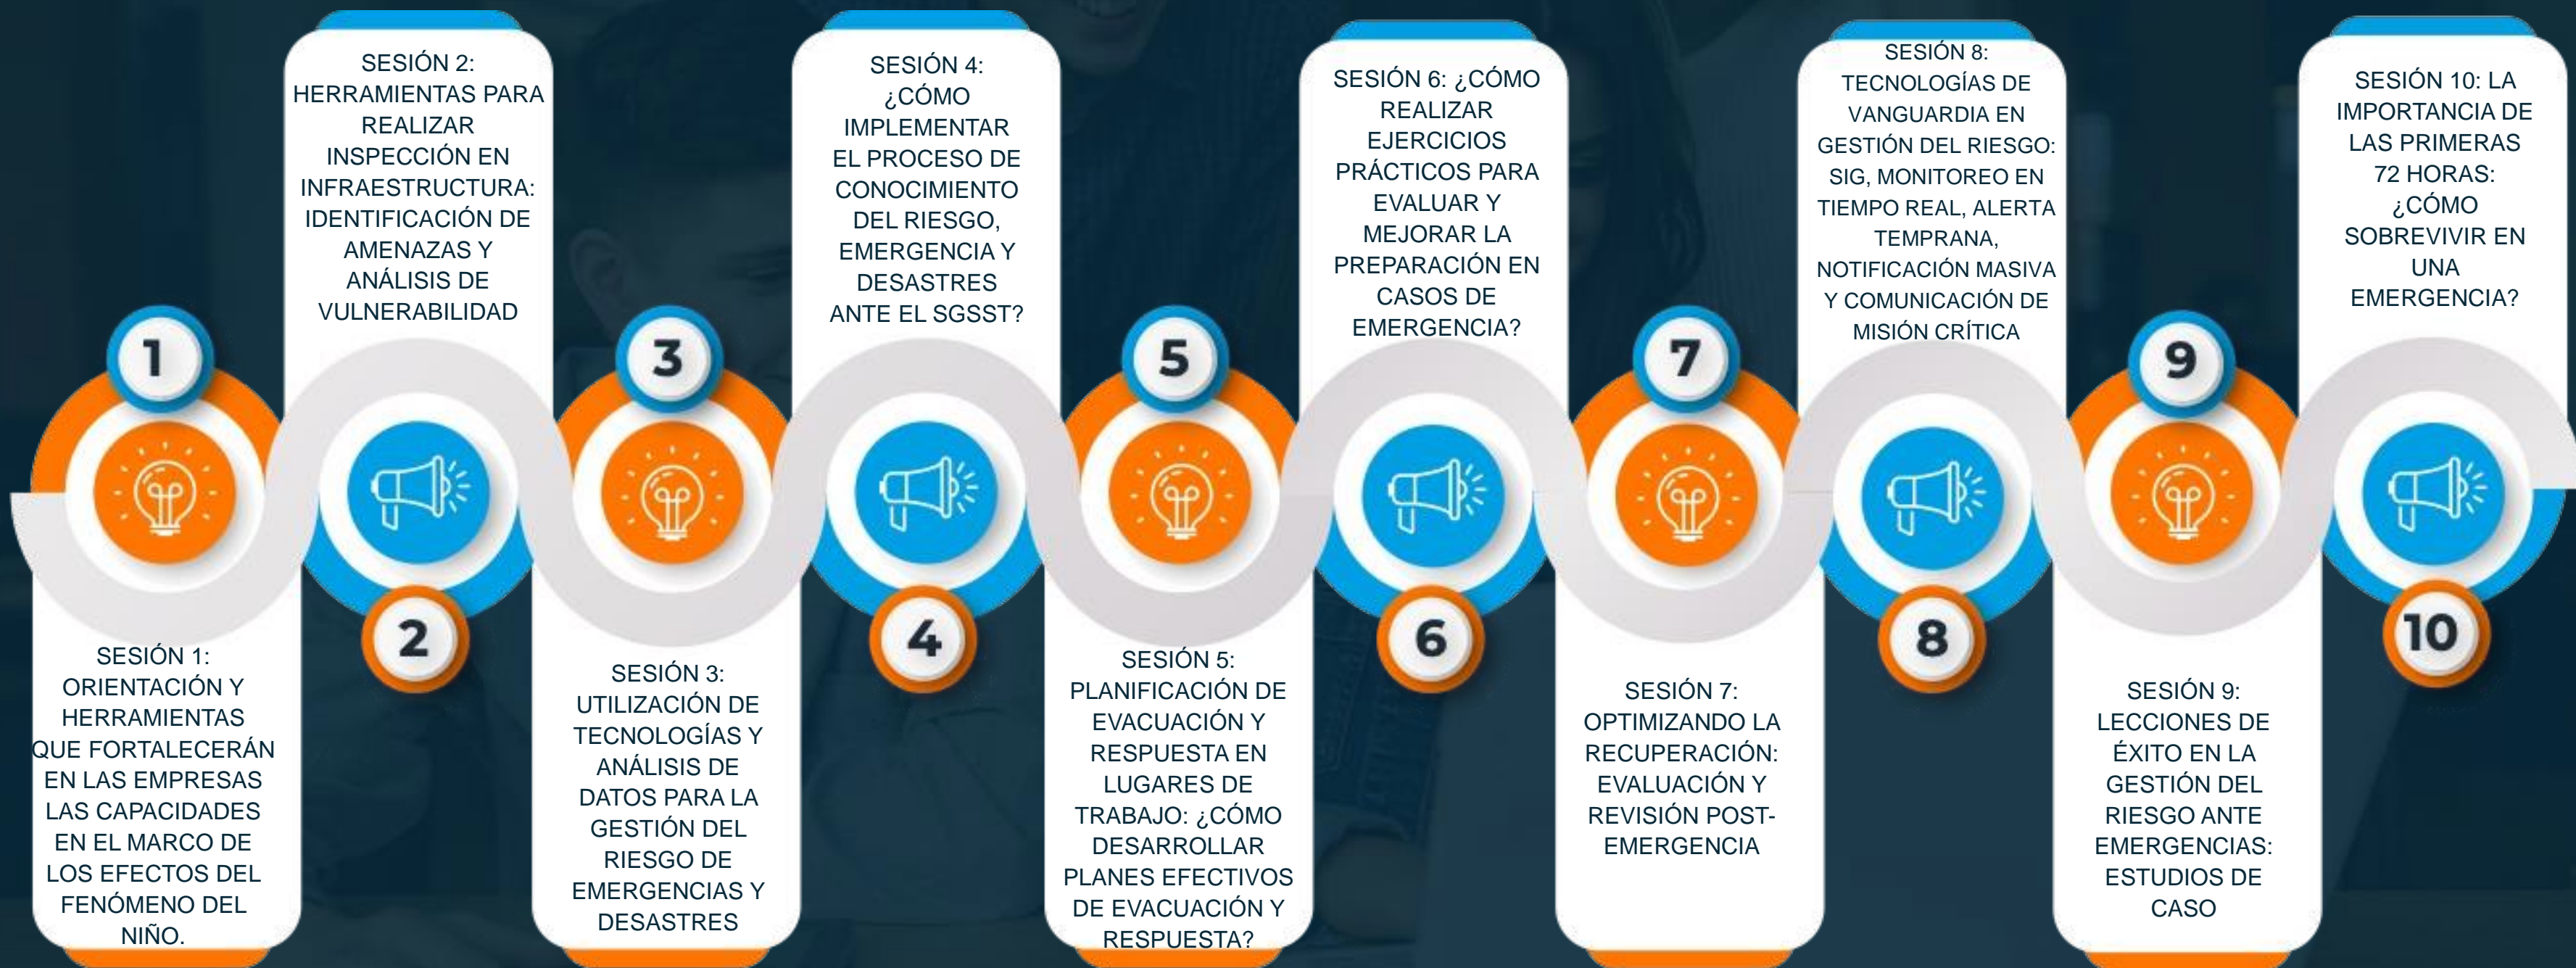 1
SESIÓN 1:
ORIENTACIÓN Y
HERRAMIENTAS
QUE FORTALECERÁN
EN LAS EMPRESAS
LAS CAPACIDADES
EN EL MARCO DE
LOS EFECTOS DEL
FENÓMENO DEL
NIÑO.
SESIÓN 2:
HERRAMIENTAS PARA
REALIZAR
INSPECCIÓN EN
INFRAESTRUCTURA:
IDENTIFICACIÓN DE
AMENAZAS Y
ANÁLISIS DE
VULNERABILIDAD
2
3
SESIÓN 3:
UTILIZACIÓN DE
TECNOLOGÍAS Y
ANÁLISIS DE
DATOS PARA LA
GESTIÓN DEL
RIESGO DE
EMERGENCIAS Y
DESASTRES
SESIÓN 4:
¿CÓMO
IMPLEMENTAR
EL PROCESO DE
CONOCIMIENTO
DEL RIESGO,
EMERGENCIA Y
DESASTRES
ANTE EL SGSST?
4
5
SESIÓN 5:
PLANIFICACIÓN DE
EVACUACIÓN Y
RESPUESTA EN
LUGARES DE
TRABAJO: ¿CÓMO
DESARROLLAR
PLANES EFECTIVOS
DE EVACUACIÓN Y
RESPUESTA?
SESIÓN 6: ¿CÓMO
REALIZAR
EJERCICIOS
PRÁCTICOS PARA
EVALUAR Y
MEJORAR LA
PREPARACIÓN EN
CASOS DE
EMERGENCIA?
6
7
SESIÓN 7:
OPTIMIZANDO LA
RECUPERACIÓN:
EVALUACIÓN Y
REVISIÓN POST-
EMERGENCIA
SESIÓN 8:
TECNOLOGÍAS DE
VANGUARDIA EN
GESTIÓN DEL RIESGO:
SIG, MONITOREO EN
TIEMPO REAL, ALERTA
TEMPRANA,
NOTIFICACIÓN MASIVA
Y COMUNICACIÓN DE
MISIÓN CRÍTICA
8
9
SESIÓN 9:
LECCIONES DE
ÉXITO EN LA
GESTIÓN DEL
RIESGO ANTE
EMERGENCIAS:
ESTUDIOS DE
CASO
SESIÓN 10: LA
IMPORTANCIA DE
LAS PRIMERAS
72 HORAS:
¿CÓMO
SOBREVIVIR EN
UNA
EMERGENCIA?
10